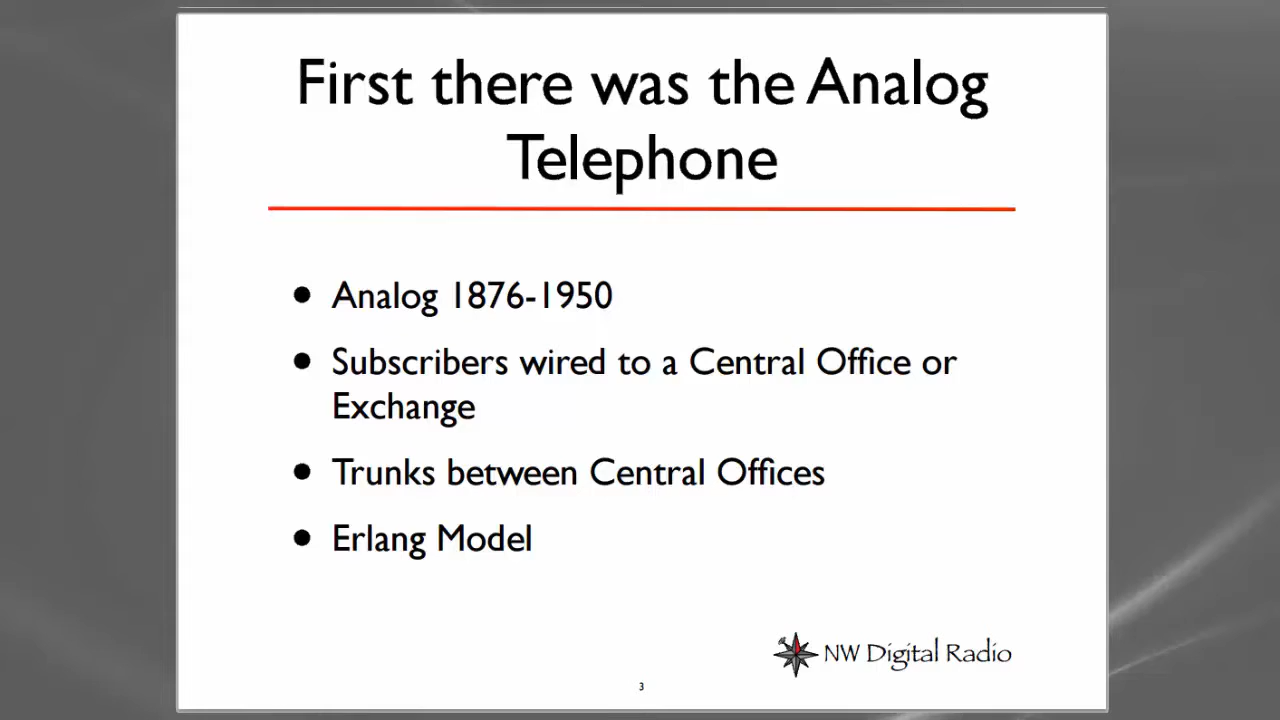 First there was the Analog
Telephone
• Analog 1876-1950
• Subscribers wired to a Central Office or
Exchange
• Trunks between Central Offices
• Erlang Model
NW Digital Radio
3